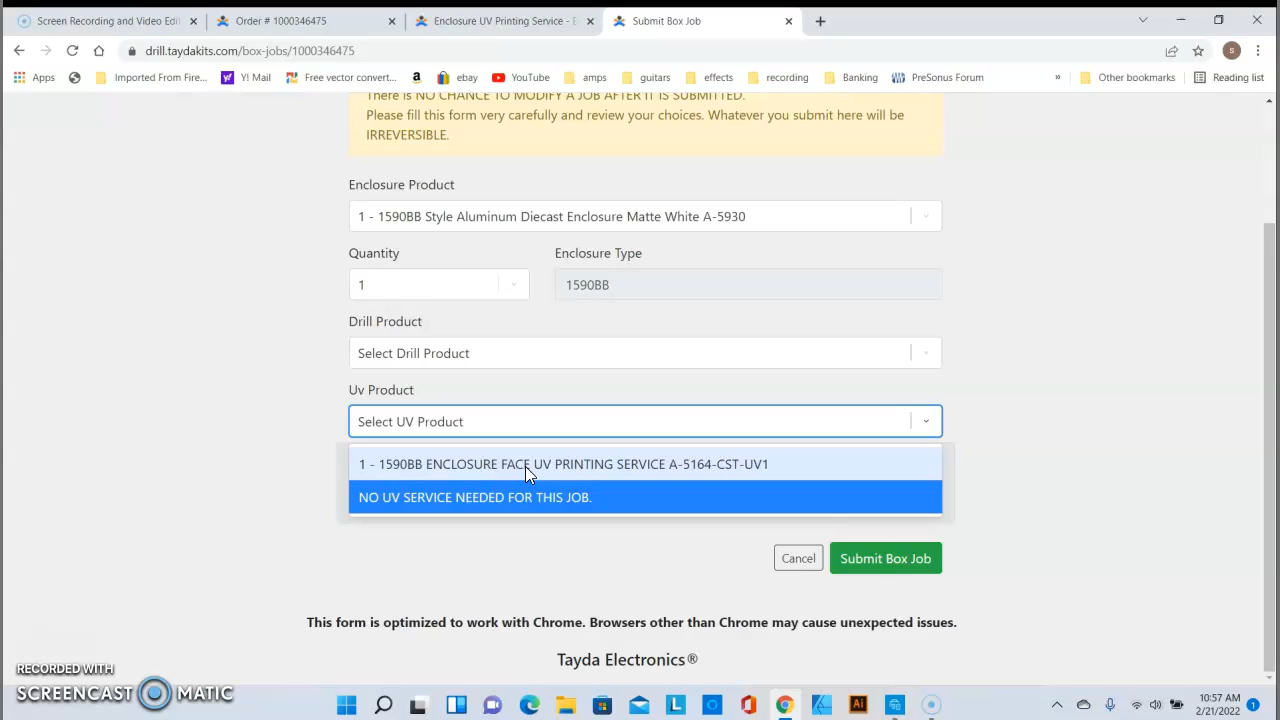 Screen Recording and Video Edi
Order # 1000346475
Enclosure UV Printing Service - E
Submit Box Job
drill.taydakits.com/box-jobs/1000346475
S
Apps
Imported From Fire...
Y! Mail
Free vector convert...
a
ebay
YouTube
amps
guitars
effects
recording
Banking
PreSonus Forum
»
Other bookmarks
Reading list
There is NO CHANCE TO MODIFY A JOB AFTER IT IS SUBMITTED.
Please fill this form very carefully and review your choices. Whatever you submit here will be
IRREVERSIBLE.
Enclosure Product
1 - 1590BB Style Aluminum Diecast Enclosure Matte White A-5930
Quantity
Enclosure Type
1
1590BB
Drill Product
Select Drill Product
Uv Product
Select UV Product
1 - 1590BB ENCLOSURE FACE UV PRINTING SERVICE A-5164-CST-UV1
NO UV SERVICE NEEDED FOR THIS JOB.
Cancel
Submit Box Job
This form is optimized to work with Chrome. Browsers other than Chrome may cause unexpected issues.
Tayda Electronics®
RECORDED WITH
SCREENCAST MATIC
L
Ai
10:57 AM
2/21/2022
1